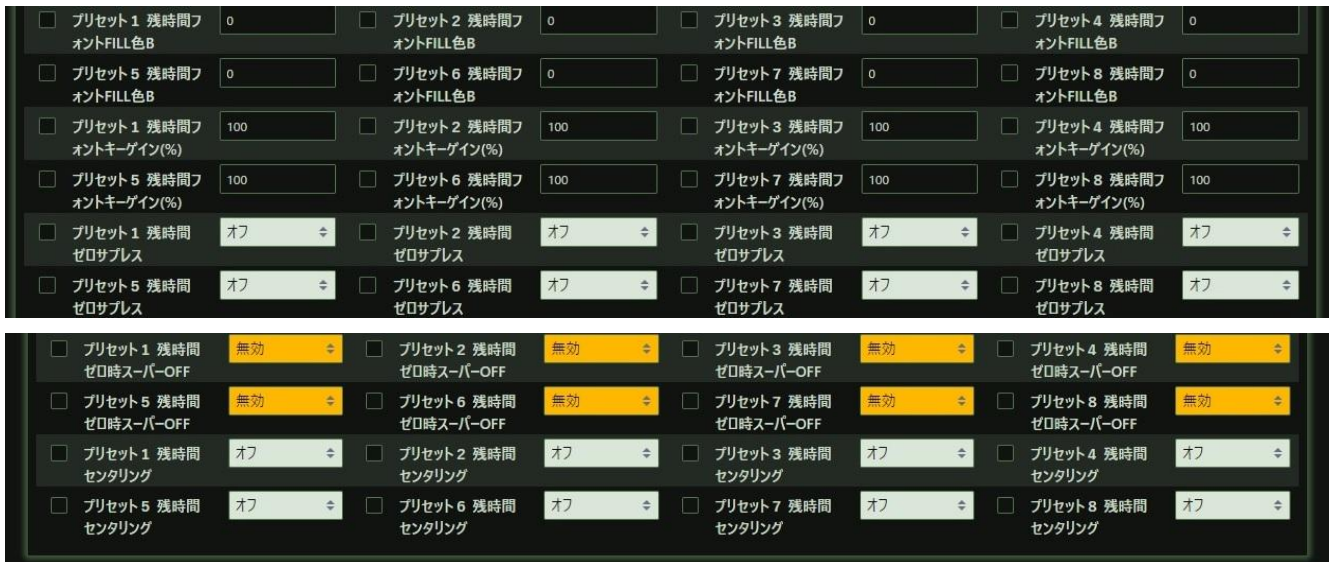 プリセット1 残時間フ 0 プリセット2 残時間フ 0 プリセット3 残時間フ 0 プリセット4 残時間フ 0
ォントFILL色B ォントFILL色B ォントFILL色B ォントFILL色B
プリセット5 残時間フ 0 プリセット6 残時間フ 0 プリセット7 残時間フ 0 プリセット8 残時間フ 0
ォントFILL色B ォントFILL色B ォントFILL色B ォントFILL色B
プリセット1 残時間フ 100 プリセット2 残時間フ 100 プリセット3 残時間フ 100 プリセット4 残時間フ 100
ォントキーゲイン(%) ォントキーゲイン(%) ォントキーゲイン(%) ォントキーゲイン(%)
プリセット5 残時間フ 100 プリセット6 残時間フ 100 プリセット7 残時間フ 100 プリセット8 残時間フ 100
ォントキーゲイン(%) ォントキーゲイン(%) ォントキーゲイン(%) ォントキーゲイン(%)
プリセット1 残時間 オフ プリセット2 残時間 オフ プリセット3 残時間 オフ プリセット4 残時間 オフ
ゼロサプレス ゼロサプレス ゼロサプレス ゼロサプレス
プリセット5 残時間 オフ プリセット6 残時間 オフ プリセット7 残時間 オフ プリセット8 残時間 オフ
ゼロサプレス ゼロサプレス ゼロサプレス ゼロサプレス
プリセット1 残時間 無効 プリセット2 残時間 無効 プリセット3 残時間 無効 プリセット4 残時間 無効
ゼロ時スーパーOFF ゼロ時スーパーOFF ゼロ時スーパーOFF ゼロ時スーパーOFF
プリセット5 残時間 無効 プリセット6 残時間 無効 プリセット7 残時間 無効 プリセット8 残時間 無効
ゼロ時スーパーOFF ゼロ時スーパーOFF ゼロ時スーパーOFF ゼロ時スーパーOFF
プリセット1 残時間 オフ プリセット2 残時間 オフ プリセット3 残時間 オフ プリセット4 残時間 オフ
センタリング センタリング センタリング センタリング
プリセット5 残時間 オフ プリセット6 残時間 オフ プリセット7 残時間 オフ プリセット8 残時間 オフ
センタリング センタリング センタリング センタリング